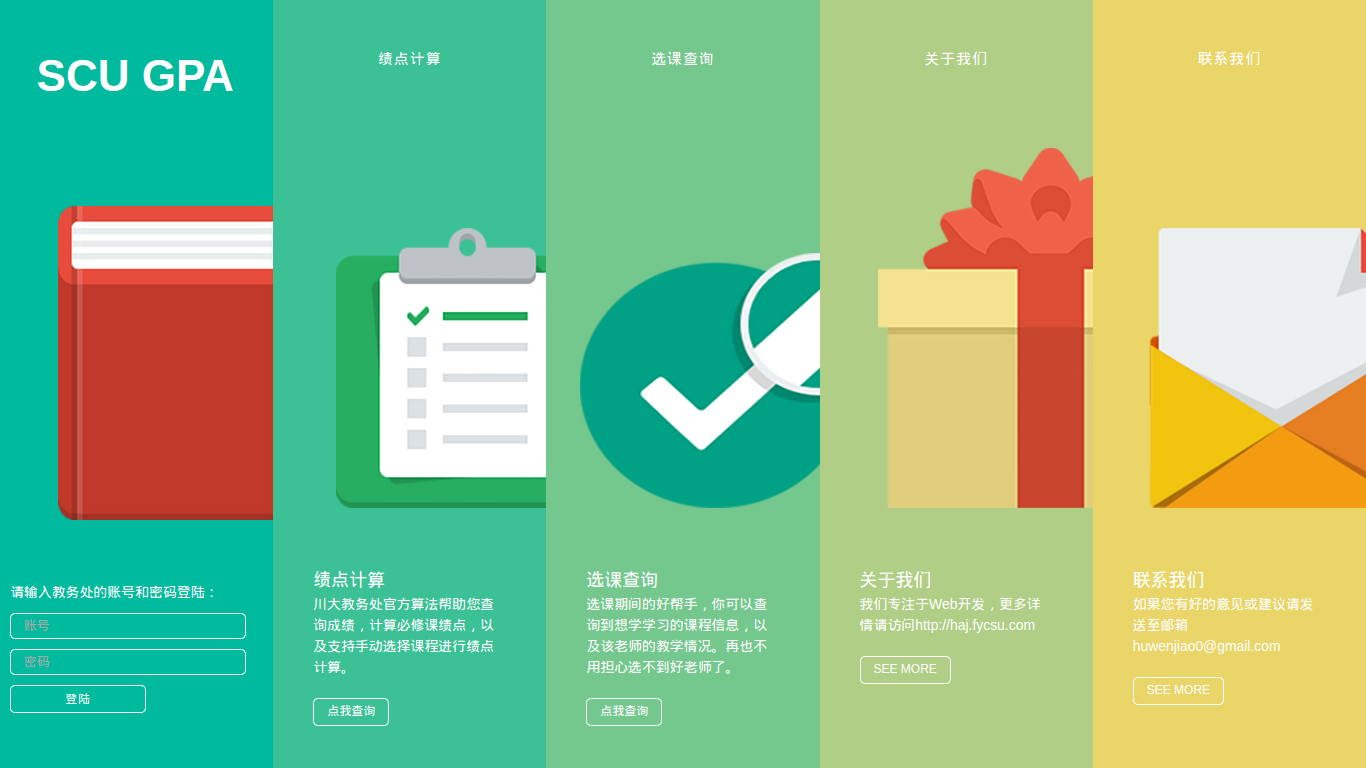 SCU GPA
绩点计算
选课查询
关于我们
联系我们
请输入教务处的账号和密码登陆：
账号
密码
登陆
绩点计算
川大教务处官方算法帮助您查
询成绩，计算必修课绩点，以
及支持手动选择课程进行绩点
计算。
点我查询
选课查询
选课期间的好帮手，你可以查
询到想学学习的课程信息，以
及该老师的教学情况。再也不
用担心选不到好老师了。
点我查询
关于我们
我们专注于Web开发，更多详
情请访问http://haj.fycsu.com
SEE MORE
联系我们
如果您有好的意见或建议请发
送至邮箱
huwenjiao0@gmail.com
SEE MORE